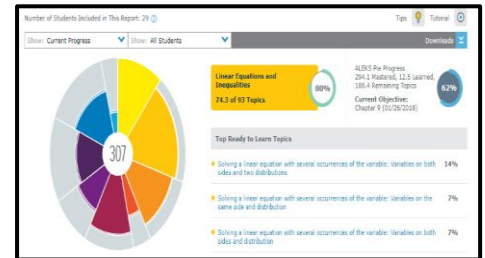 Number of Students Included in This Report: 29
Tips
Tutorial
Show: Current Progress
Show: All Students
Downloads
307
Linear Equations and
Inequalities
74.3 of 93 Topics
80%
ALEKS Pie Progress
294.1 Mastered, 12.5 Learned,
188.4 Remaining Topics
Current Objective:
Chapter 9 (01/26/2018)
62%
Top Ready to Learn Topics
Solving a linear equation with several occurrences of the variable: Variables on both 14%
sides and two distributions
Solving a linear equation with several occurrences of the variable: Variables on the 7%
same side and distribution
Solving a linear equation with several occurrences of the variable: Variables on both 7%
sides and distribution